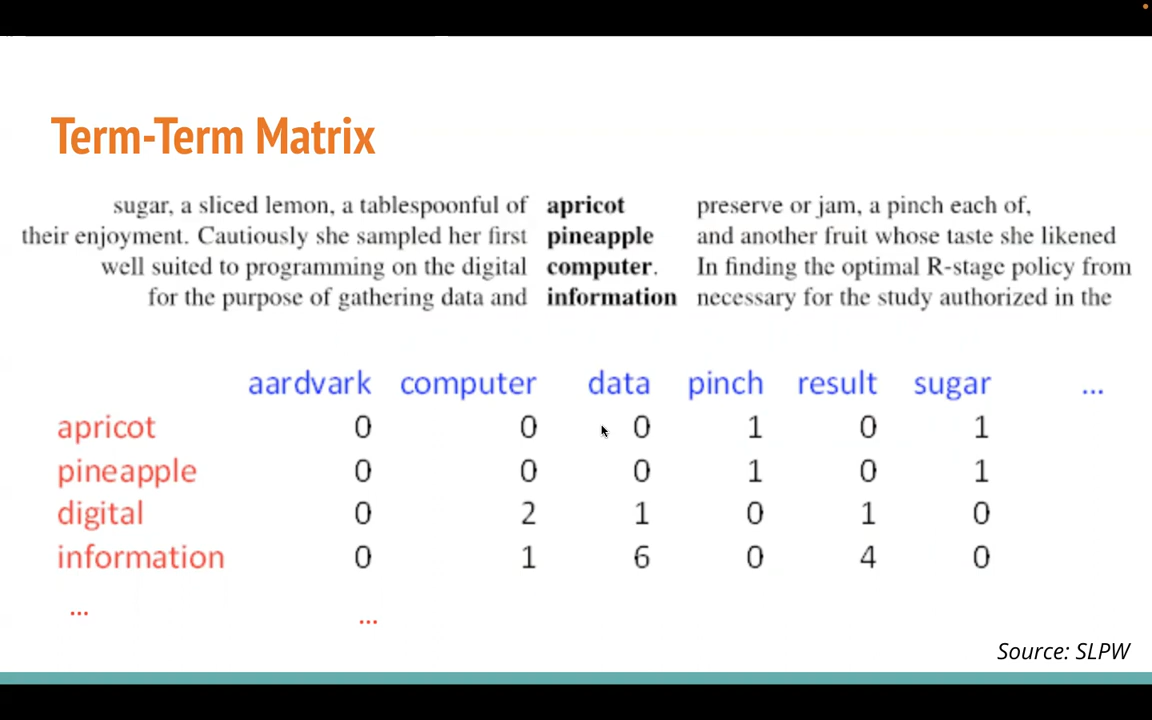 Term-Term Matrix
sugar, a sliced lemon, a tablespoonful of apricot preserve or jam, a pinch each of,
their enjoyment. Cautiously she sampled her first pineapple and another fruit whose taste she likened
well suited to programming on the digital computer. In finding the optimal R-stage policy from
for the purpose of gathering data and information necessary for the study authorized in the
aardvark computer data pinch result sugar ...
apricot 0 0 0 1 0 1
pineapple 0 0 0 1 0 1
digital 0 2 1 0 1 0
information 0 1 6 0 4 0
... ...
Source: SLPW